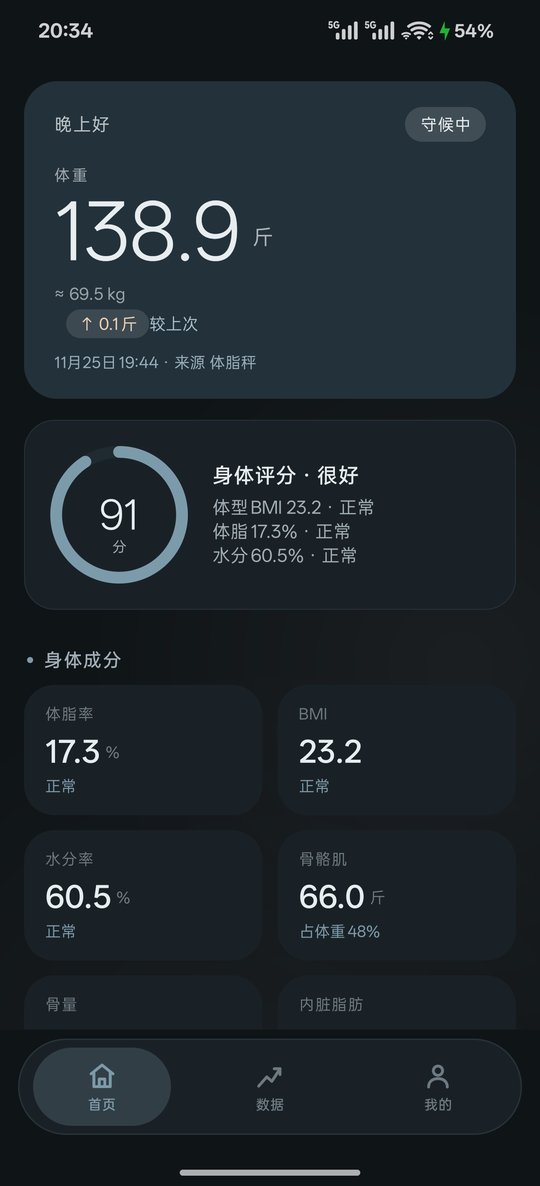 20:34
5G 5G 54%
晚上好
守候中
体重
138.9 斤
≈ 69.5 kg
↑ 0.1斤 较上次
11月25日 19:44 · 来源 体脂秤
91
分
身体评分 · 很好
体型 BMI 23.2 · 正常
体脂 17.3% · 正常
水分 60.5% · 正常
• 身体成分
体脂率
17.3 %
正常
BMI
23.2
正常
水分率
60.5 %
正常
骨骼肌
66.0 斤
占体重 48%
骨量
内脏脂肪
首页
数据
我的